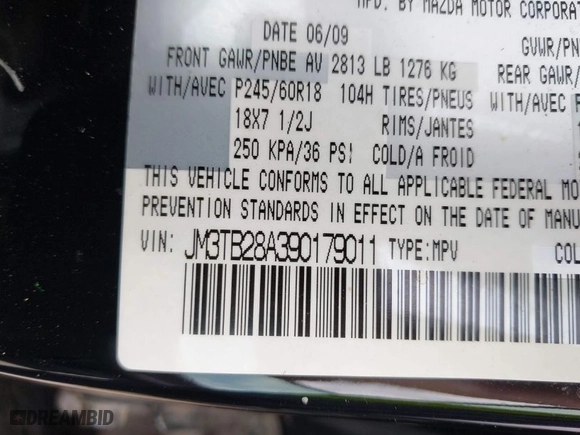 MFD. BY MAZDA MOTOR CORPORAT
DATE 06/09
GVWR/PN
FRONT GAWR/PNBE AV 2813 LB 1276 KG
REAR GAWR/
WITH/AVEC P245/60R18 104H TIRES/PNEUS
WITH/AVEC P
18X7 1/2J RIMS/JANTES
250 KPA/36 PSI COLD/A FROID
THIS VEHICLE CONFORMS TO ALL APPLICABLE FEDERAL MO
PREVENTION STANDARDS IN EFFECT ON THE DATE OF MANU
VIN: JM3TB28A390179011 TYPE:MPV COL
DREAMBID